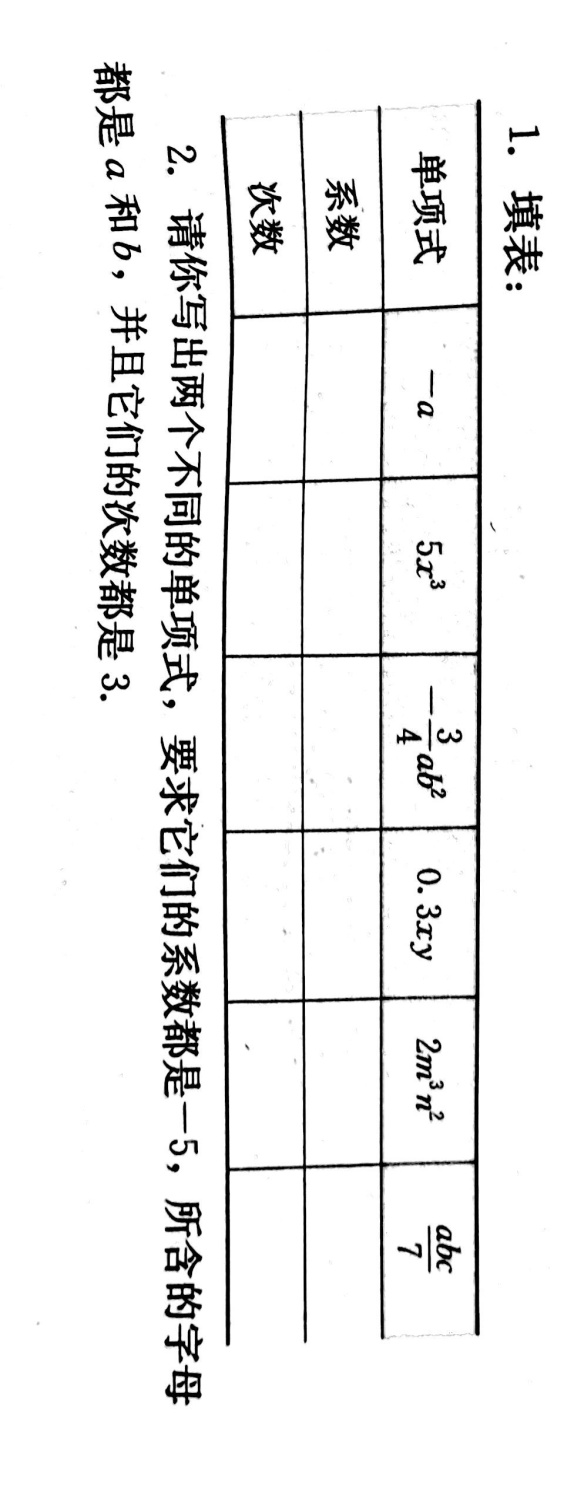 1. 填表：
单项式 −a 5x³ −3/4ab² 0.3xy 2m³n² abc/7
系数
次数
2. 请你写出两个不同的单项式，要求它们的系数都是−5，所含的字母
都是 a 和 b，并且它们的次数都是 3.